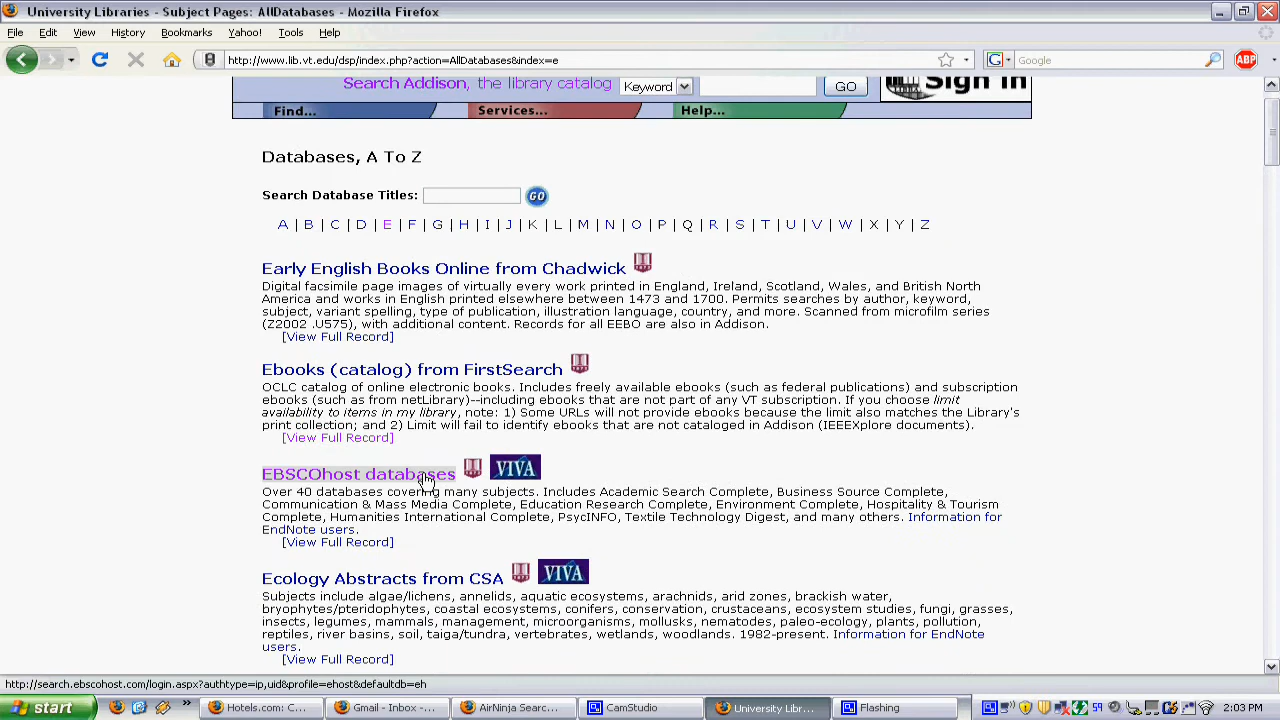 University Libraries - Subject Pages: AllDatabases - Mozilla Firefox
File Edit View History Bookmarks Yahoo! Tools Help
http://www.lib.vt.edu/dsp/index.php?action=AllDatabases&index=e
Google
ABP
Search Addison, the library catalog Keyword GO Sign in
Find... Services... Help...
Databases, A To Z
Search Database Titles: GO
A | B | C | D | E | F | G | H | I | J | K | L | M | N | O | P | Q | R | S | T | U | V | W | X | Y | Z
Early English Books Online from Chadwick
Digital facsimile page images of virtually every work printed in England, Ireland, Scotland, Wales, and British North
America and works in English printed elsewhere between 1473 and 1700. Permits searches by author, keyword,
subject, variant spelling, type of publication, illustration language, country, and more. Scanned from microfilm series
(Z2002 .U575), with additional content. Records for all EEBO are also in Addison.
[View Full Record]
Ebooks (catalog) from FirstSearch
OCLC catalog of online electronic books. Includes freely available ebooks (such as federal publications) and subscription
ebooks (such as from netLibrary)--including ebooks that are not part of any VT subscription. If you choose limit
availability to items in my library, note: 1) Some URLs will not provide ebooks because the limit also matches the Library's
print collection; and 2) Limit will fail to identify ebooks that are not cataloged in Addison (IEEEXplore documents).
[View Full Record]
EBSCOhost databases VIVA
Over 40 databases covering many subjects. Includes Academic Search Complete, Business Source Complete,
Communication & Mass Media Complete, Education Research Complete, Environment Complete, Hospitality & Tourism
Complete, Humanities International Complete, PsycINFO, Textile Technology Digest, and many others. Information for
EndNote users.
[View Full Record]
Ecology Abstracts from CSA VIVA
Subjects include algae/lichens, annelids, aquatic ecosystems, arachnids, arid zones, brackish water,
bryophytes/pteridophytes, coastal ecosystems, conifers, conservation, crustaceans, ecosystem studies, fungi, grasses,
insects, legumes, mammals, management, microorganisms, mollusks, nematodes, paleo-ecology, plants, pollution,
reptiles, river basins, soil, taiga/tundra, vertebrates, wetlands, woodlands. 1982-present. Information for EndNote
users.
[View Full Record]
http://search.ebscohost.com/login.aspx?authtype=ip,uid&profile=ehost&defaultdb=eh
start Hotels.com: C... Gmail - Inbox -... AirNinja Searc... CamStudio University Libr... Flashing 59 2:03 PM